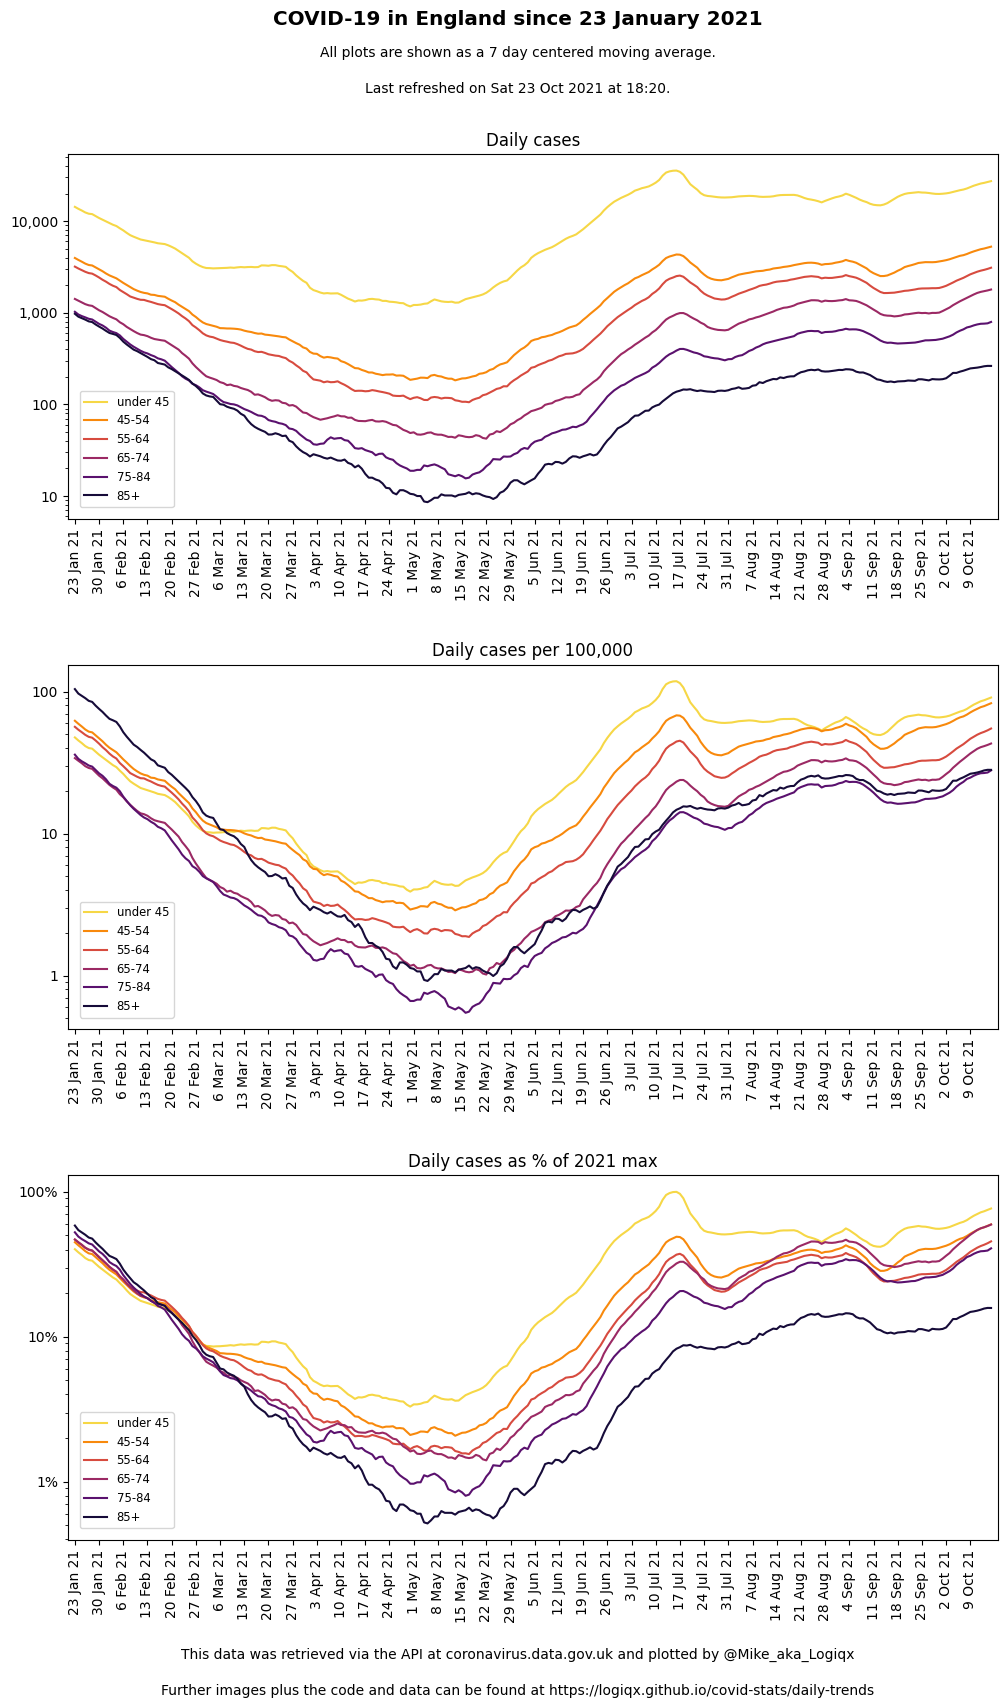 COVID-19 in England since 23 January 2021
All plots are shown as a 7 day centered moving average.
Last refreshed on Sat 23 Oct 2021 at 18:20.
Daily cases
10,000
1,000
100
10
under 45
45-54
55-64
65-74
75-84
85+
23 Jan 21
30 Jan 21
6 Feb 21
13 Feb 21
20 Feb 21
27 Feb 21
6 Mar 21
13 Mar 21
20 Mar 21
27 Mar 21
3 Apr 21
10 Apr 21
17 Apr 21
24 Apr 21
1 May 21
8 May 21
15 May 21
22 May 21
29 May 21
5 Jun 21
12 Jun 21
19 Jun 21
26 Jun 21
3 Jul 21
10 Jul 21
17 Jul 21
24 Jul 21
31 Jul 21
7 Aug 21
14 Aug 21
21 Aug 21
28 Aug 21
4 Sep 21
11 Sep 21
18 Sep 21
25 Sep 21
2 Oct 21
9 Oct 21
Daily cases per 100,000
100
10
1
under 45
45-54
55-64
65-74
75-84
85+
23 Jan 21
30 Jan 21
6 Feb 21
13 Feb 21
20 Feb 21
27 Feb 21
6 Mar 21
13 Mar 21
20 Mar 21
27 Mar 21
3 Apr 21
10 Apr 21
17 Apr 21
24 Apr 21
1 May 21
8 May 21
15 May 21
22 May 21
29 May 21
5 Jun 21
12 Jun 21
19 Jun 21
26 Jun 21
3 Jul 21
10 Jul 21
17 Jul 21
24 Jul 21
31 Jul 21
7 Aug 21
14 Aug 21
21 Aug 21
28 Aug 21
4 Sep 21
11 Sep 21
18 Sep 21
25 Sep 21
2 Oct 21
9 Oct 21
Daily cases as % of 2021 max
100%
10%
1%
under 45
45-54
55-64
65-74
75-84
85+
23 Jan 21
30 Jan 21
6 Feb 21
13 Feb 21
20 Feb 21
27 Feb 21
6 Mar 21
13 Mar 21
20 Mar 21
27 Mar 21
3 Apr 21
10 Apr 21
17 Apr 21
24 Apr 21
1 May 21
8 May 21
15 May 21
22 May 21
29 May 21
5 Jun 21
12 Jun 21
19 Jun 21
26 Jun 21
3 Jul 21
10 Jul 21
17 Jul 21
24 Jul 21
31 Jul 21
7 Aug 21
14 Aug 21
21 Aug 21
28 Aug 21
4 Sep 21
11 Sep 21
18 Sep 21
25 Sep 21
2 Oct 21
9 Oct 21
This data was retrieved via the API at coronavirus.data.gov.uk and plotted by @Mike_aka_Logiqx
Further images plus the code and data can be found at https://logiqx.github.io/covid-stats/daily-trends